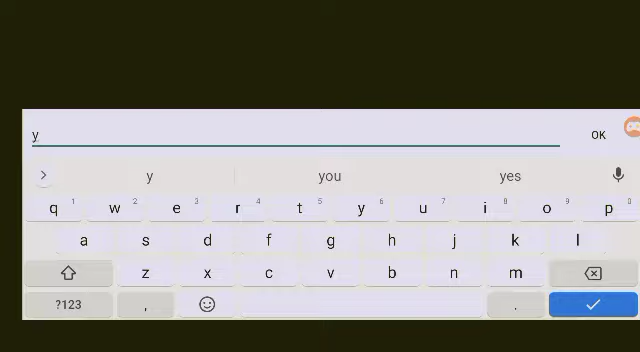 y
OK
y you yes
q1 w2 e3 r4 t5 y6 u7 i8 o9 p0
a s d f g h j k l
z x c v b n m
?123 , .